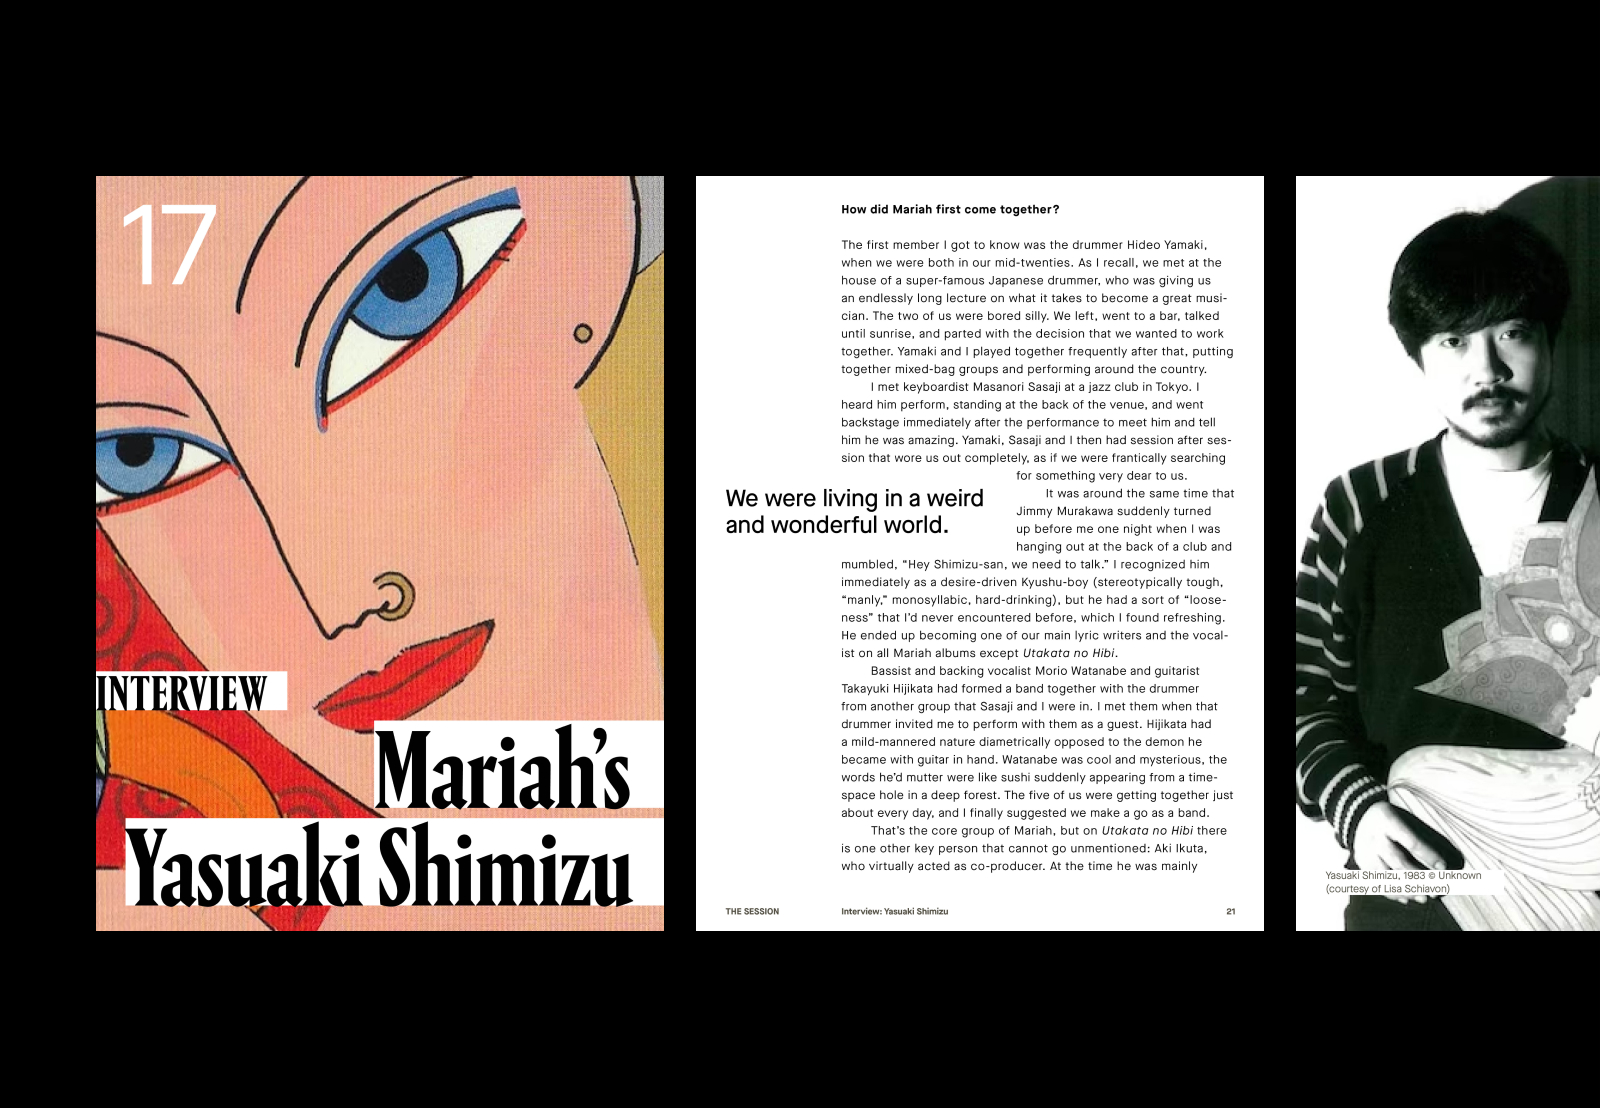 17
INTERVIEW
Mariah’s
Yasuaki Shimizu
How did Mariah first come together?
The first member I got to know was the drummer Hideo Yamaki,
when we were both in our mid-twenties. As I recall, we met at the
house of a super-famous Japanese drummer, who was giving us
an endlessly long lecture on what it takes to become a great musi-
cian. The two of us were bored silly. We left, went to a bar, talked
until sunrise, and parted with the decision that we wanted to work
together. Yamaki and I played together frequently after that, putting
together mixed-bag groups and performing around the country.
I met keyboardist Masanori Sasaji at a jazz club in Tokyo. I
heard him perform, standing at the back of the venue, and went
backstage immediately after the performance to meet him and tell
him he was amazing. Yamaki, Sasaji and I then had session after ses-
sion that wore us out completely, as if we were frantically searching
for something very dear to us.
It was around the same time that
Jimmy Murakawa suddenly turned
up before me one night when I was
hanging out at the back of a club and
mumbled, “Hey Shimizu-san, we need to talk.” I recognized him
immediately as a desire-driven Kyushu-boy (stereotypically tough,
“manly,” monosyllabic, hard-drinking), but he had a sort of “loose-
ness” that I’d never encountered before, which I found refreshing.
He ended up becoming one of our main lyric writers and the vocal-
ist on all Mariah albums except Utakata no Hibi.
Bassist and backing vocalist Morio Watanabe and guitarist
Takayuki Hijikata had formed a band together with the drummer
from another group that Sasaji and I were in. I met them when that
drummer invited me to perform with them as a guest. Hijikata had
a mild-mannered nature diametrically opposed to the demon he
became with guitar in hand. Watanabe was cool and mysterious, the
words he’d mutter were like sushi suddenly appearing from a time-
space hole in a deep forest. The five of us were getting together just
about every day, and I finally suggested we make a go as a band.
That’s the core group of Mariah, but on Utakata no Hibi there
is one other key person that cannot go unmentioned: Aki Ikuta,
who virtually acted as co-producer. At the time he was mainly
We were living in a weird
and wonderful world.
THE SESSION
Interview: Yasuaki Shimizu
21
Yasuaki Shimizu, 1983 © Unknown
(courtesy of Lisa Schiavon)